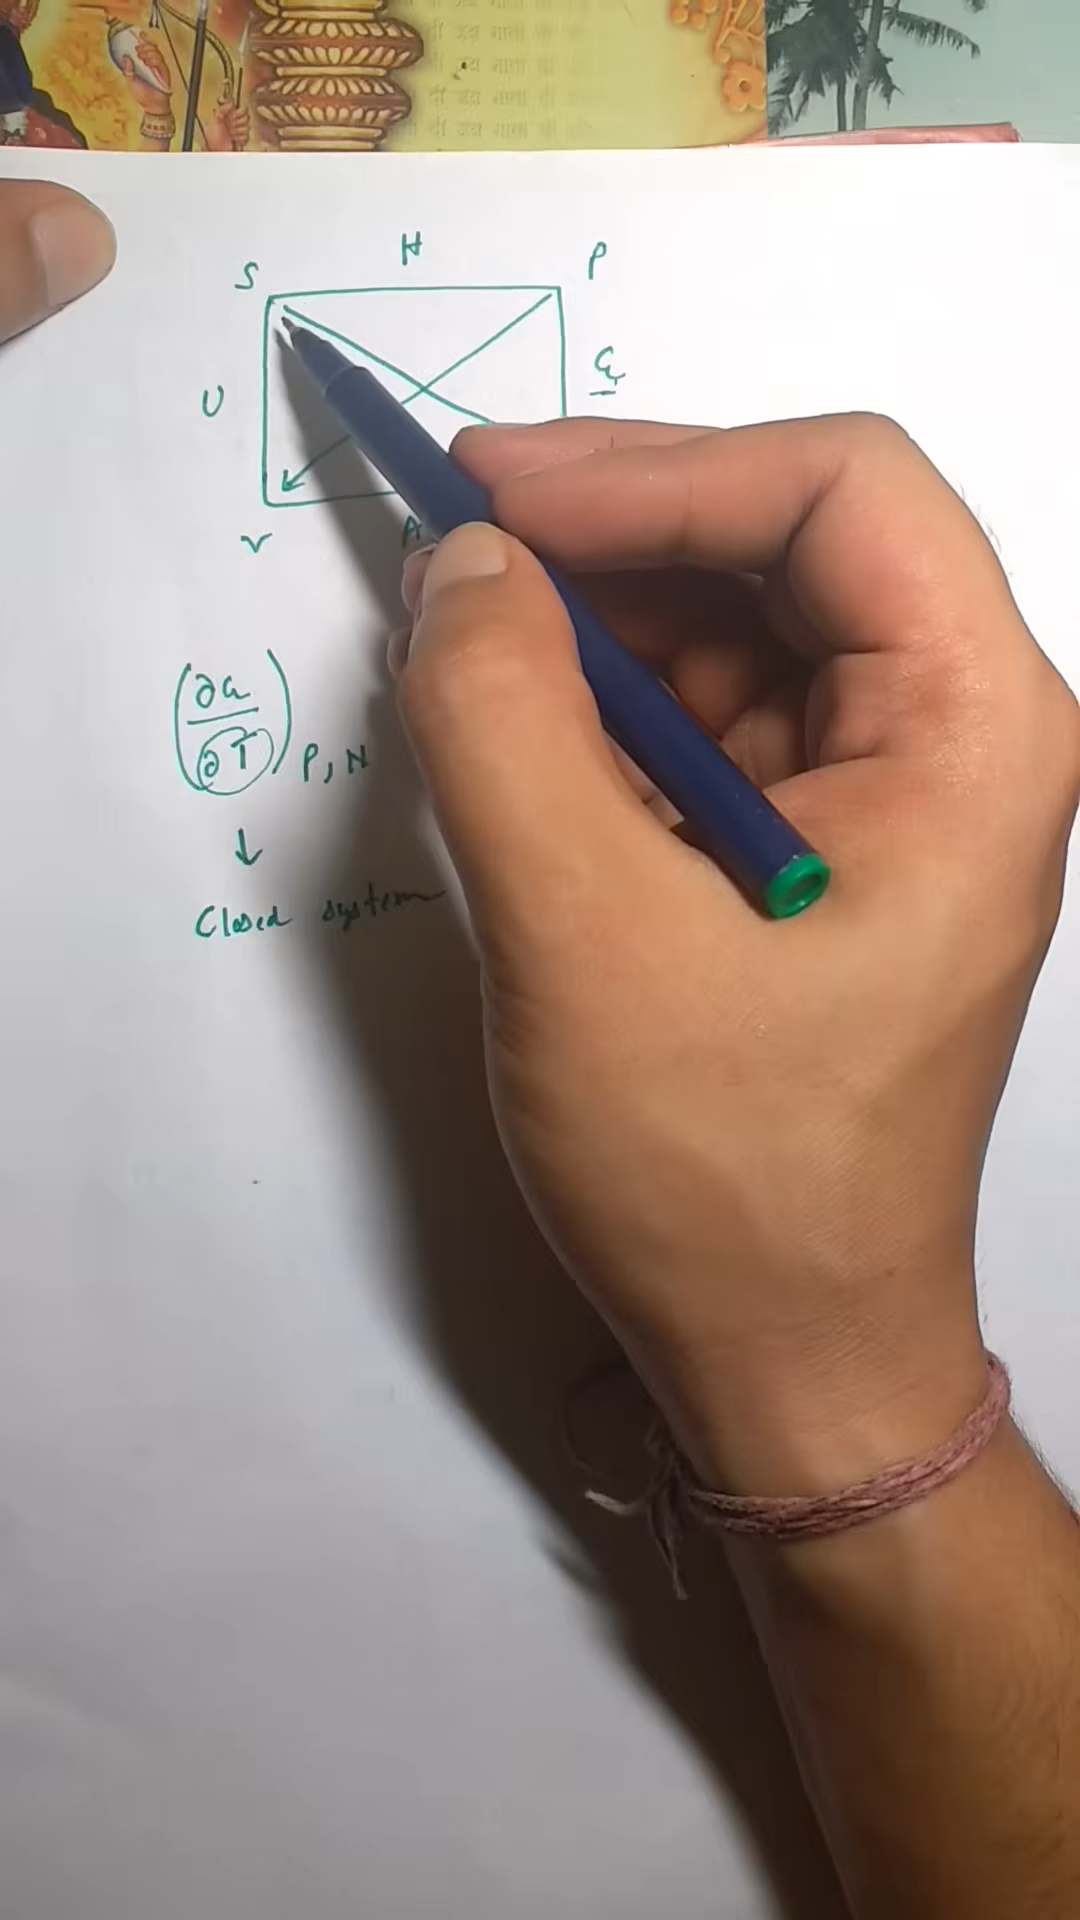 H
S P
U G
V A
(∂G/∂T) P, N
↓
Closed system